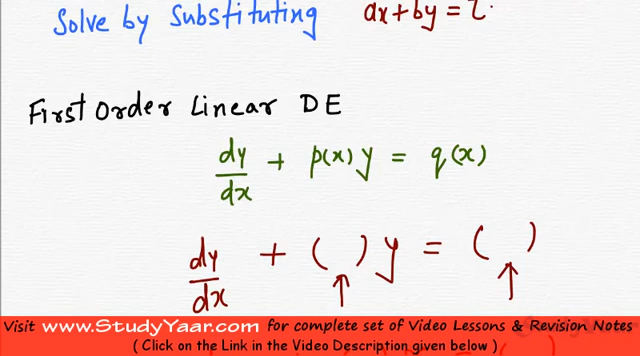 Solve by Substituting ax+by = z.
First Order Linear DE
dy/dx + p(x) y = q(x)
dy/dx + ( ) y = ( )
Visit www.StudyYaar.com for complete set of Video Lessons & Revision Notes
( Click on the Link in the Video Description given below )